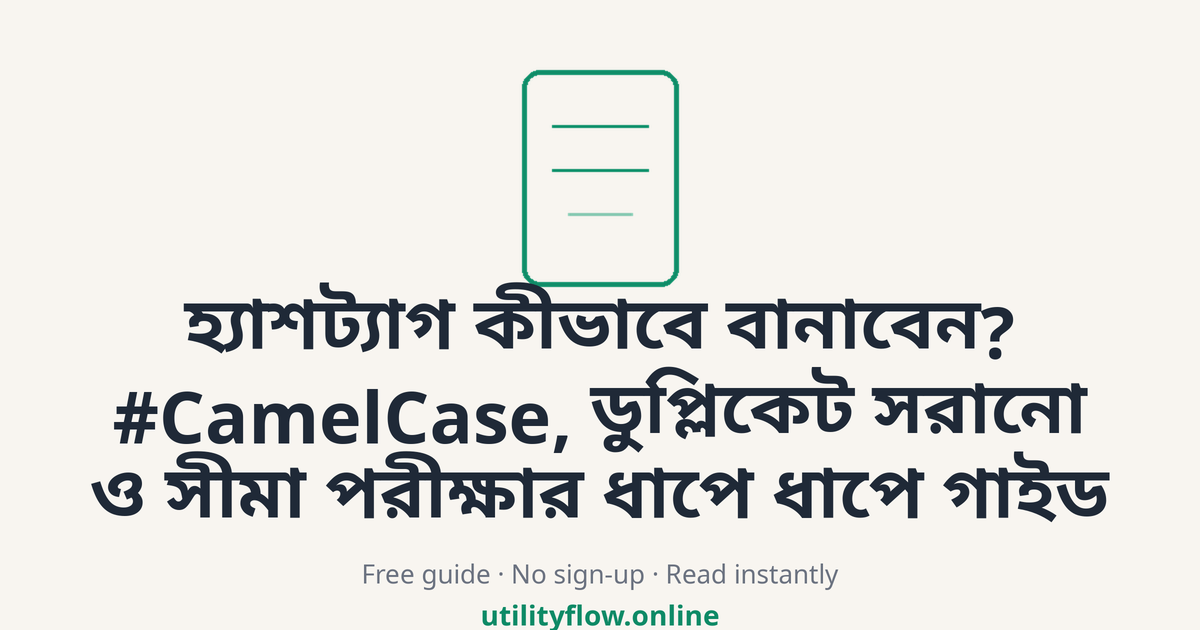 হ্যাশট্যাগ কীভাবে বানাবেন?
#CamelCase, ডুপ্লিকেট সরানো
ও সীমা পরীক্ষার ধাপে ধাপে গাইড
Free guide · No sign-up · Read instantly
utilityflow.online